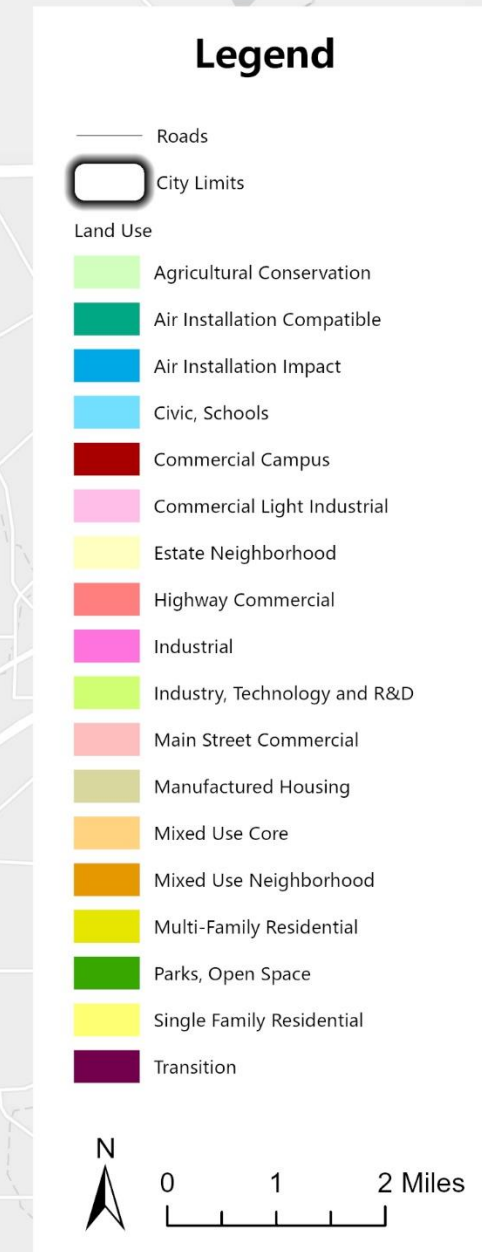 Legend
Roads
City Limits
Land Use
Agricultural Conservation
Air Installation Compatible
Air Installation Impact
Civic, Schools
Commercial Campus
Commercial Light Industrial
Estate Neighborhood
Highway Commercial
Industrial
Industry, Technology and R&D
Main Street Commercial
Manufactured Housing
Mixed Use Core
Mixed Use Neighborhood
Multi-Family Residential
Parks, Open Space
Single Family Residential
Transition
N
0 1 2 Miles